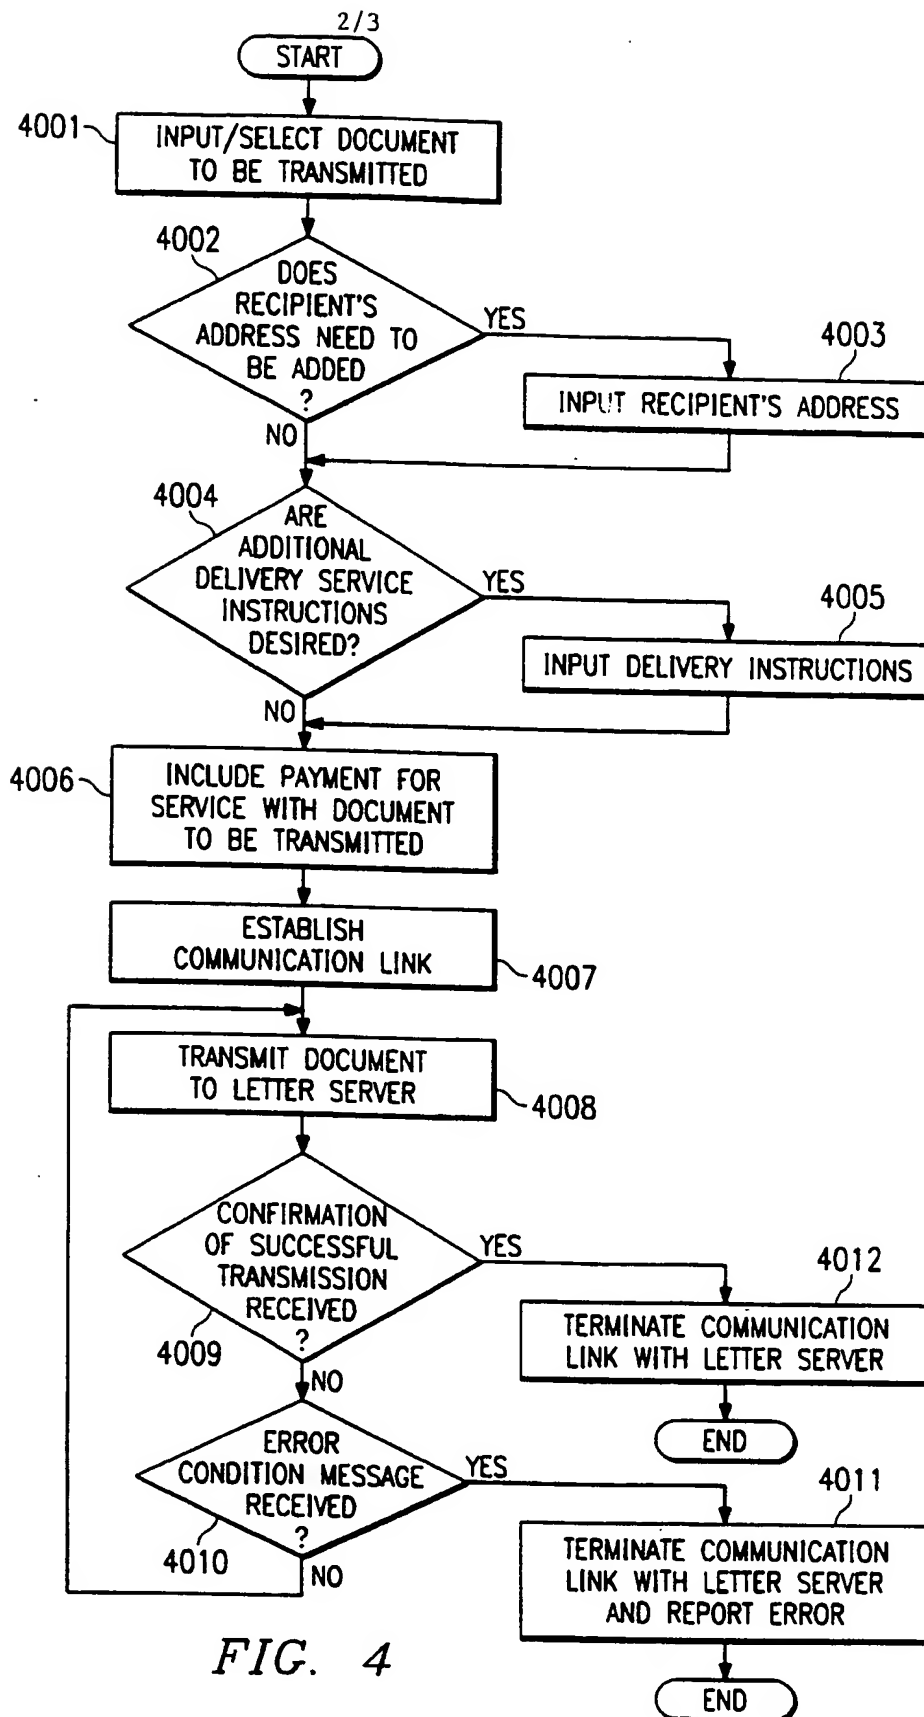 2/3
START
4001
INPUT/SELECT DOCUMENT
TO BE TRANSMITTED
4002
DOES
RECIPIENT'S
ADDRESS NEED TO
BE ADDED
?
YES
NO
4003
INPUT RECIPIENT'S ADDRESS
4004
ARE
ADDITIONAL
DELIVERY SERVICE
INSTRUCTIONS
DESIRED?
YES
NO
4005
INPUT DELIVERY INSTRUCTIONS
4006
INCLUDE PAYMENT FOR
SERVICE WITH DOCUMENT
TO BE TRANSMITTED
ESTABLISH
COMMUNICATION LINK
4007
TRANSMIT DOCUMENT
TO LETTER SERVER
4008
CONFIRMATION
OF SUCCESSFUL
TRANSMISSION
RECEIVED
?
4009
YES
NO
4012
TERMINATE COMMUNICATION
LINK WITH LETTER SERVER
END
ERROR
CONDITION MESSAGE
RECEIVED
?
4010
YES
NO
4011
TERMINATE COMMUNICATION
LINK WITH LETTER SERVER
AND REPORT ERROR
END
FIG. 4